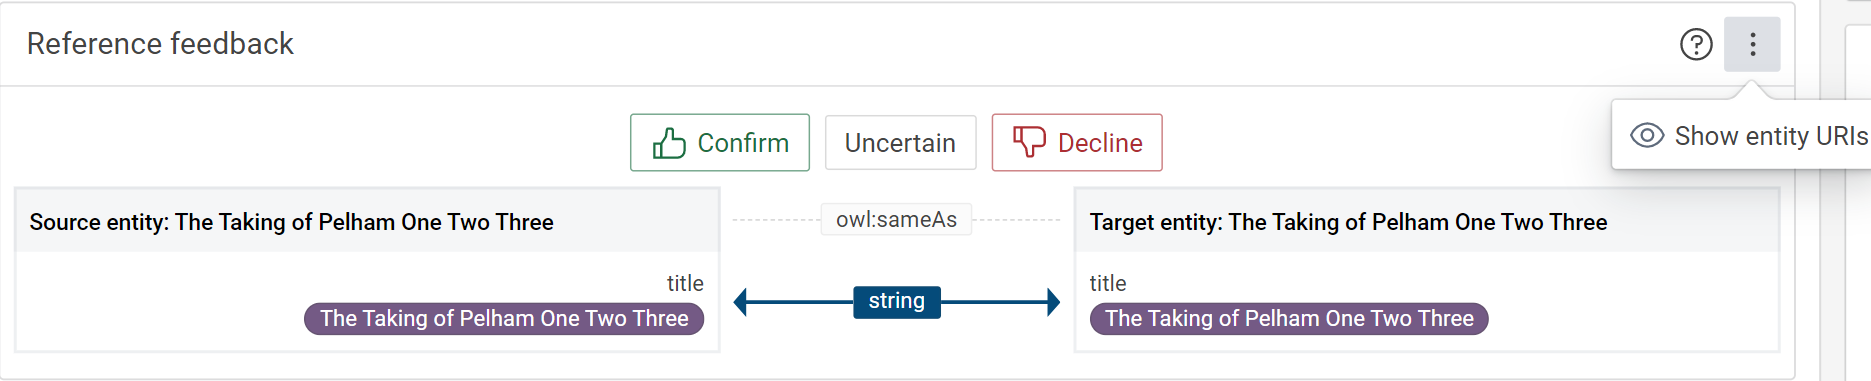 Reference feedback
?
Show entity URIs
Confirm
Uncertain
Decline
Source entity: The Taking of Pelham One Two Three
owl:sameAs
Target entity: The Taking of Pelham One Two Three
title
The Taking of Pelham One Two Three
string
title
The Taking of Pelham One Two Three